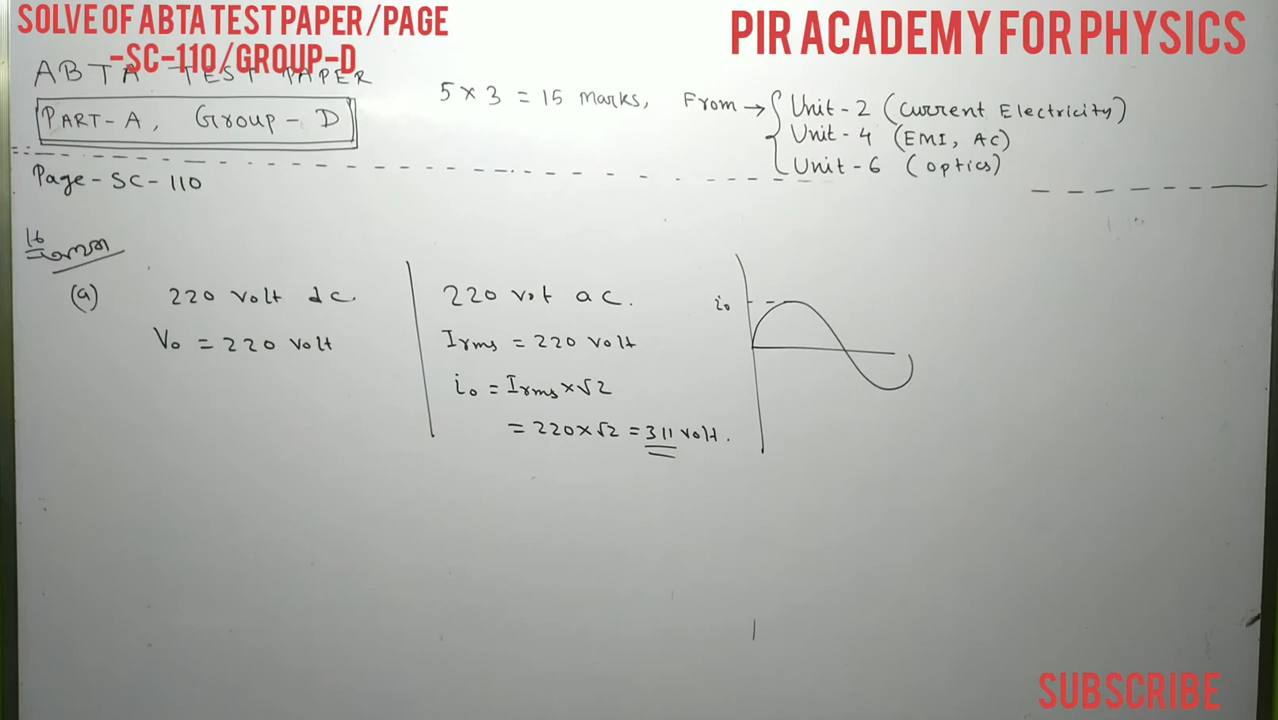 SOLVE OF ABTA TEST PAPER/PAGE
-SC-110/GROUP-D
PIR ACADEMY FOR PHYSICS
ABTA TEST PAPER
PART-A, Group-D
5 × 3 = 15 marks, From → Unit-2 (Current Electricity)
Unit-4 (EMI, AC)
Unit-6 (optics)
Page-SC-110
16
(a) 220 volt dc.
V₀ = 220 volt
220 vot ac.
Irms = 220 volt
i₀ = Irms×√2
= 220×√2 = 311 volt.
i₀
SUBSCRIBE